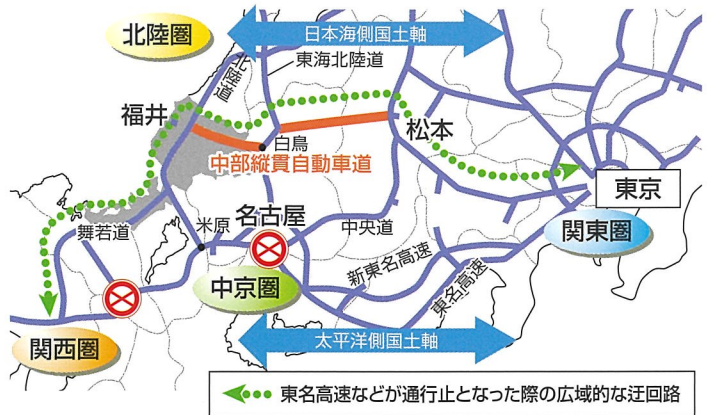 北陸圏
日本海側国土軸
北陸道
東海北陸道
福井
白鳥
松本
中部縦貫自動車道
東京
舞若道
米原
名古屋
中央道
関東圏
新東名高速
東名高速
中京圏
関西圏
太平洋側国土軸
東名高速などが通行止となった際の広域的な迂回路